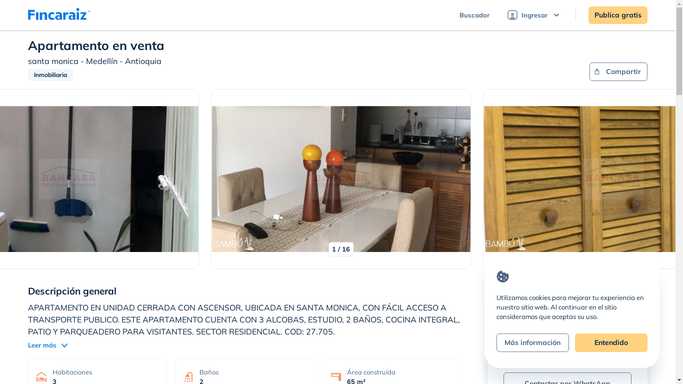 Fincaraiz
Buscador
Ingresar
Publica gratis
Apartamento en venta
santa monica - Medellín - Antioquia
Inmobiliaria
Compartir
BAMBÚ
1 / 16
BAMBÚ
Descripción general
APARTAMENTO EN UNIDAD CERRADA CON ASCENSOR, UBICADA EN SANTA MONICA, CON FÁCIL ACCESO A
TRANSPORTE PUBLICO. ESTE APARTAMENTO CUENTA CON 3 ALCOBAS, ESTUDIO, 2 BAÑOS, COCINA INTEGRAL,
PATIO Y PARQUEADERO PARA VISITANTES. SECTOR RESIDENCIAL. COD: 27.705.
Leer más
Habitaciones
3
Baños
2
Área construida
65 m²
Utilizamos cookies para mejorar tu experiencia en
nuestro sitio web. Al continuar en el sitio
consideramos que aceptas su uso.
Más información
Entendido
Contactar por WhatsApp